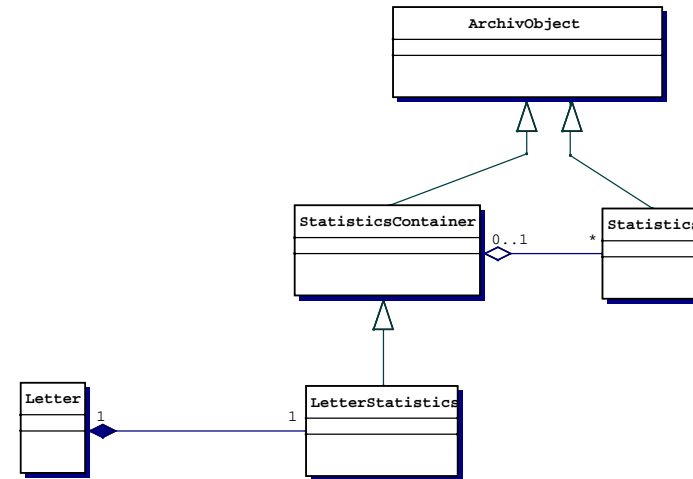 ArchivObject
StatisticsContainer
Statistics
0..1
*
Letter
LetterStatistics
1
1